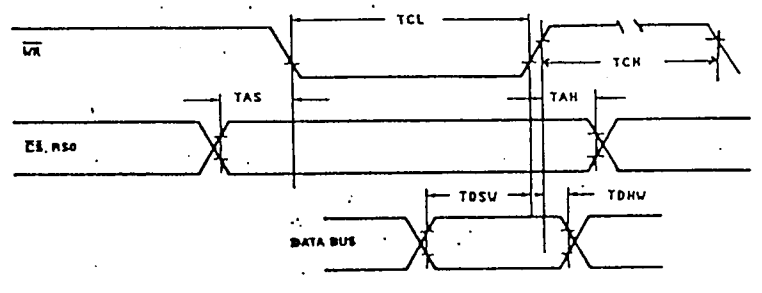 TCL
WR
TCH
TAS
TAH
CS, RS0
TDSW
TDHW
DATA BUS